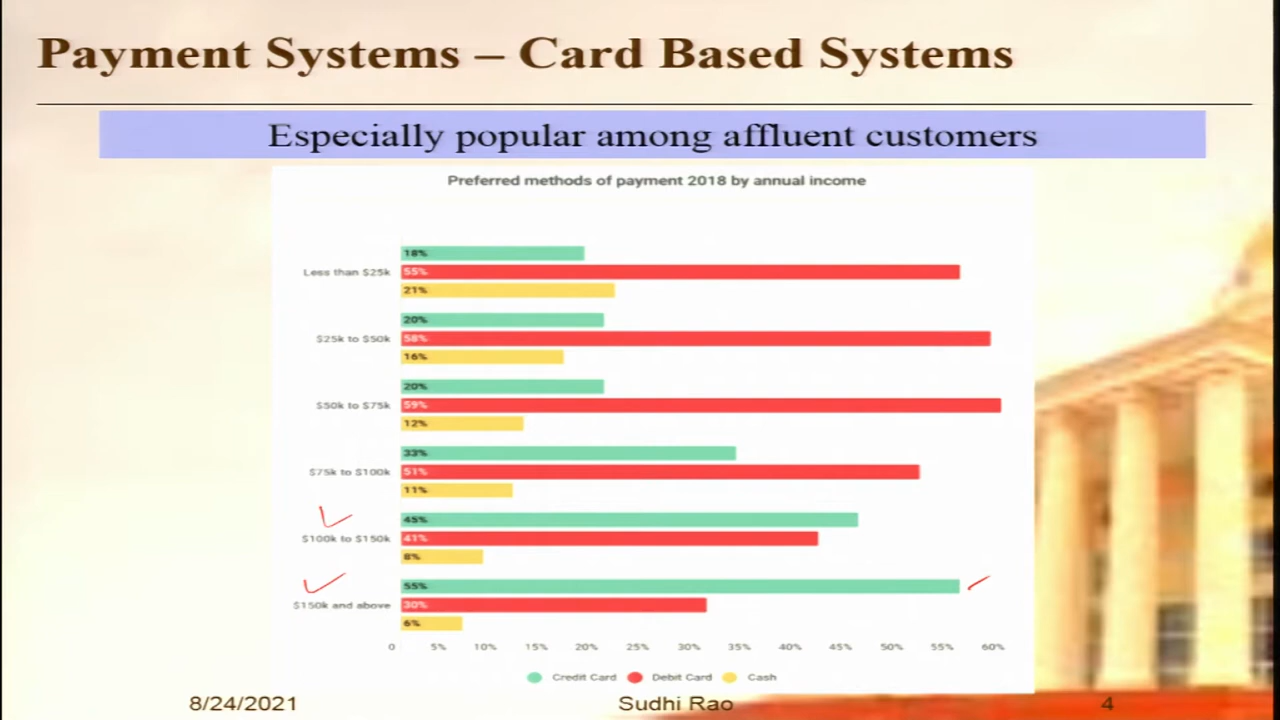 Payment Systems – Card Based Systems
Especially popular among affluent customers
Preferred methods of payment 2018 by annual income
18%
Less than $25k 55%
21%
20%
$25k to $50k 58%
16%
20%
$50k to $75k 59%
12%
33%
$75k to $100k 51%
11%
45%
$100k to $150k 41%
8%
55%
$150k and above 30%
6%
0 5% 10% 15% 20% 25% 30% 35% 40% 45% 50% 55% 60%
Credit Card Debit Card Cash
8/24/2021 Sudhi Rao 4